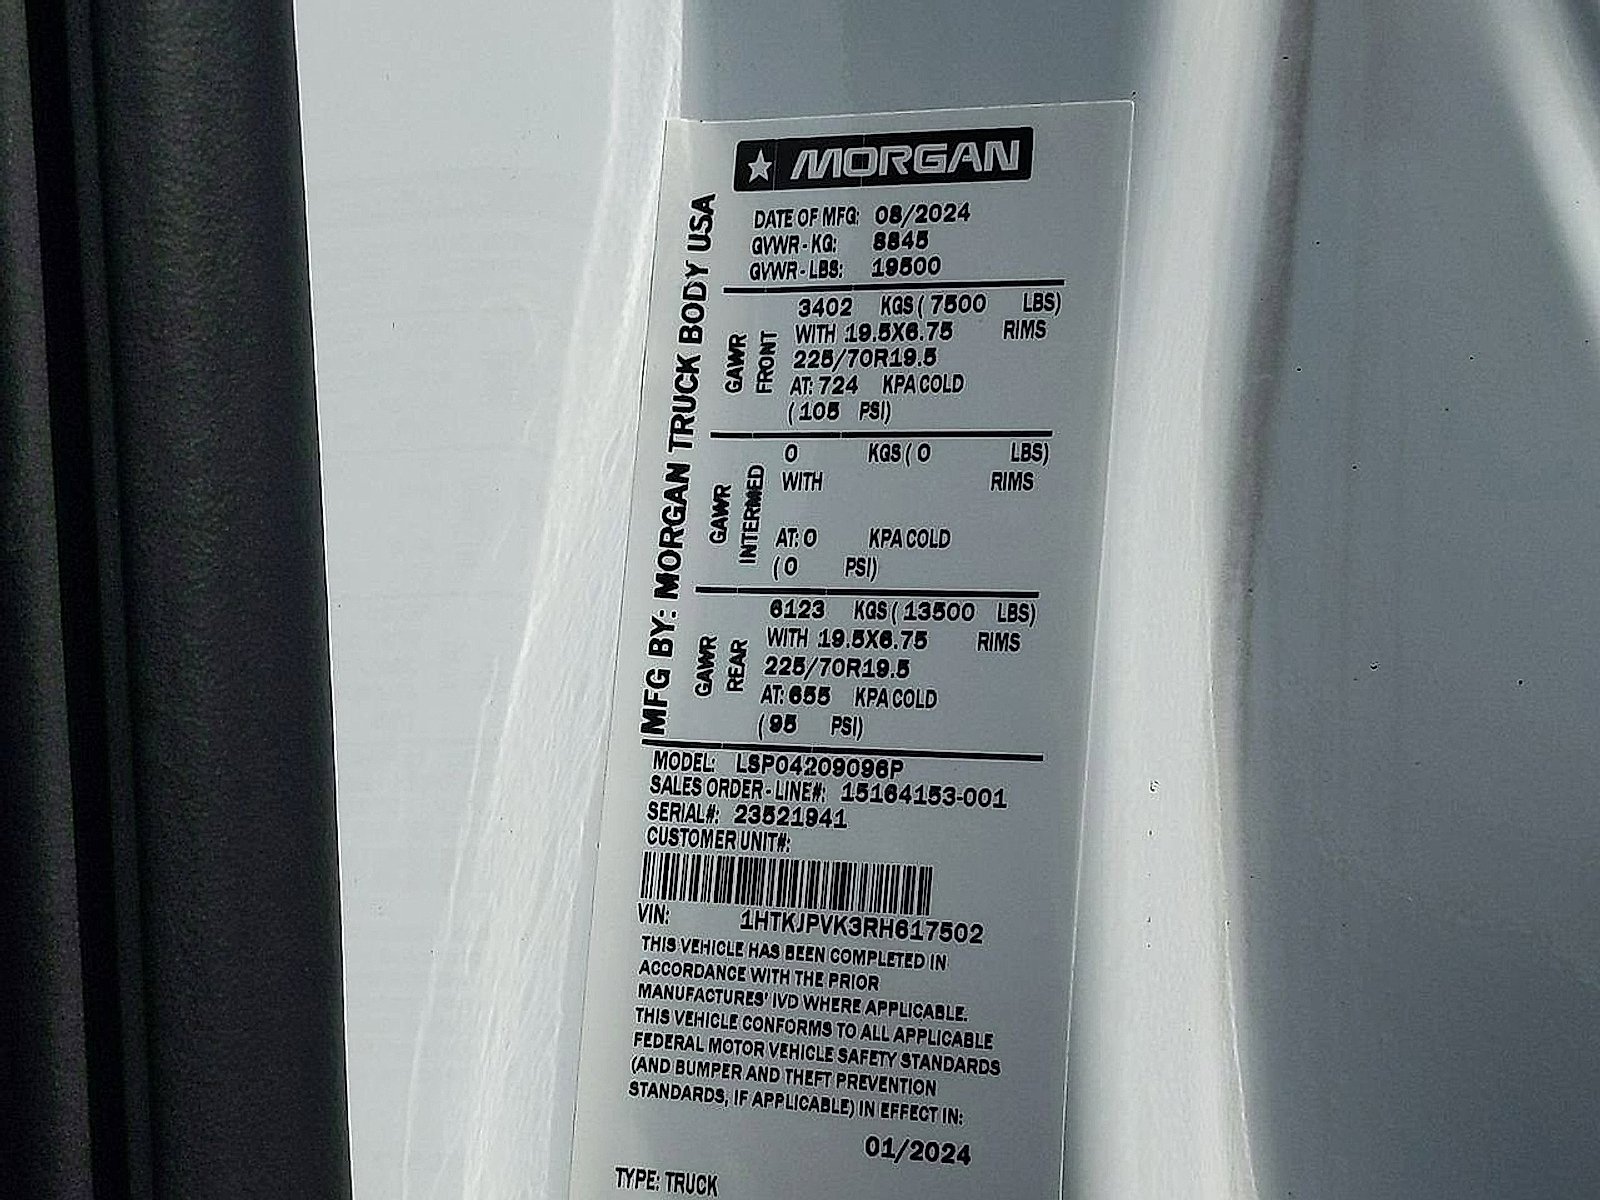 MORGAN
MFG BY: MORGAN TRUCK BODY USA
DATE OF MFG: 08/2024
GVWR-KG: 8845
GVWR-LBS: 19500
GAWR FRONT
3402 KGS ( 7500 LBS)
WITH 19.5X6.75 RIMS
225/70R19.5
AT: 724 KPA COLD
( 105 PSI)
GAWR INTERMED
0 KGS ( 0 LBS)
WITH RIMS
AT: 0 KPA COLD
( 0 PSI)
GAWR REAR
6123 KGS ( 13500 LBS)
WITH 19.5X6.75 RIMS
225/70R19.5
AT: 655 KPA COLD
( 95 PSI)
MODEL: LSP04209096P
SALES ORDER-LINE#: 15164153-001
SERIAL#: 23521941
CUSTOMER UNIT#:
VIN: 1HTKJPVK3RH617502
THIS VEHICLE HAS BEEN COMPLETED IN
ACCORDANCE WITH THE PRIOR
MANUFACTURES' IVD WHERE APPLICABLE.
THIS VEHICLE CONFORMS TO ALL APPLICABLE
FEDERAL MOTOR VEHICLE SAFETY STANDARDS
(AND BUMPER AND THEFT PREVENTION
STANDARDS, IF APPLICABLE) IN EFFECT IN:
01/2024
TYPE: TRUCK